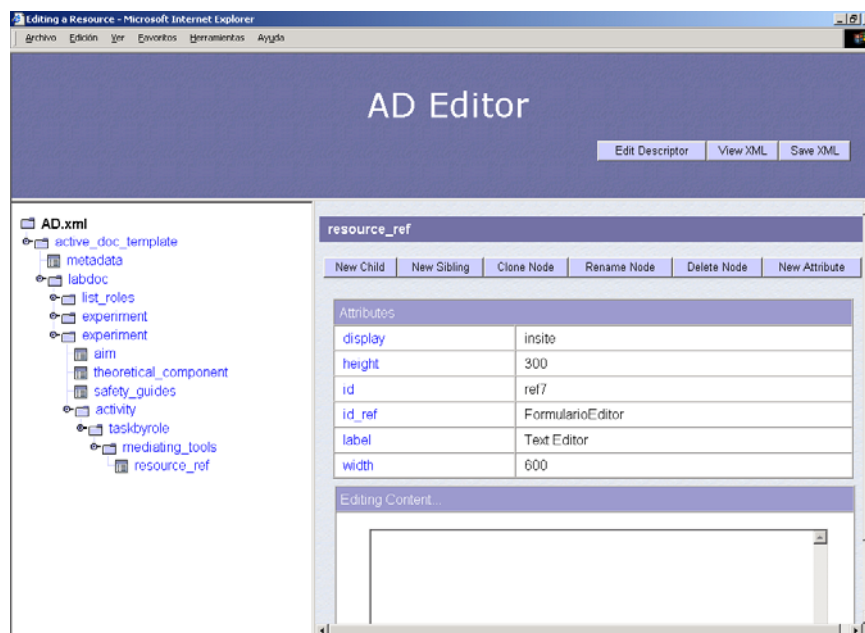 Editing a Resource - Microsoft Internet Explorer
Archivo Edición Ver Favoritos Herramientas Ayuda
AD Editor
Edit Descriptor View XML Save XML
AD.xml
active_doc_template
metadata
labdoc
list_roles
experiment
experiment
aim
theoretical_component
safety_guides
activity
taskbyrole
mediating_tools
resource_ref
resource_ref
New Child New Sibling Clone Node Rename Node Delete Node New Attribute
Attributes
display insite
height 300
id ref7
id_ref FormularioEditor
label Text Editor
width 600
Editing Content...